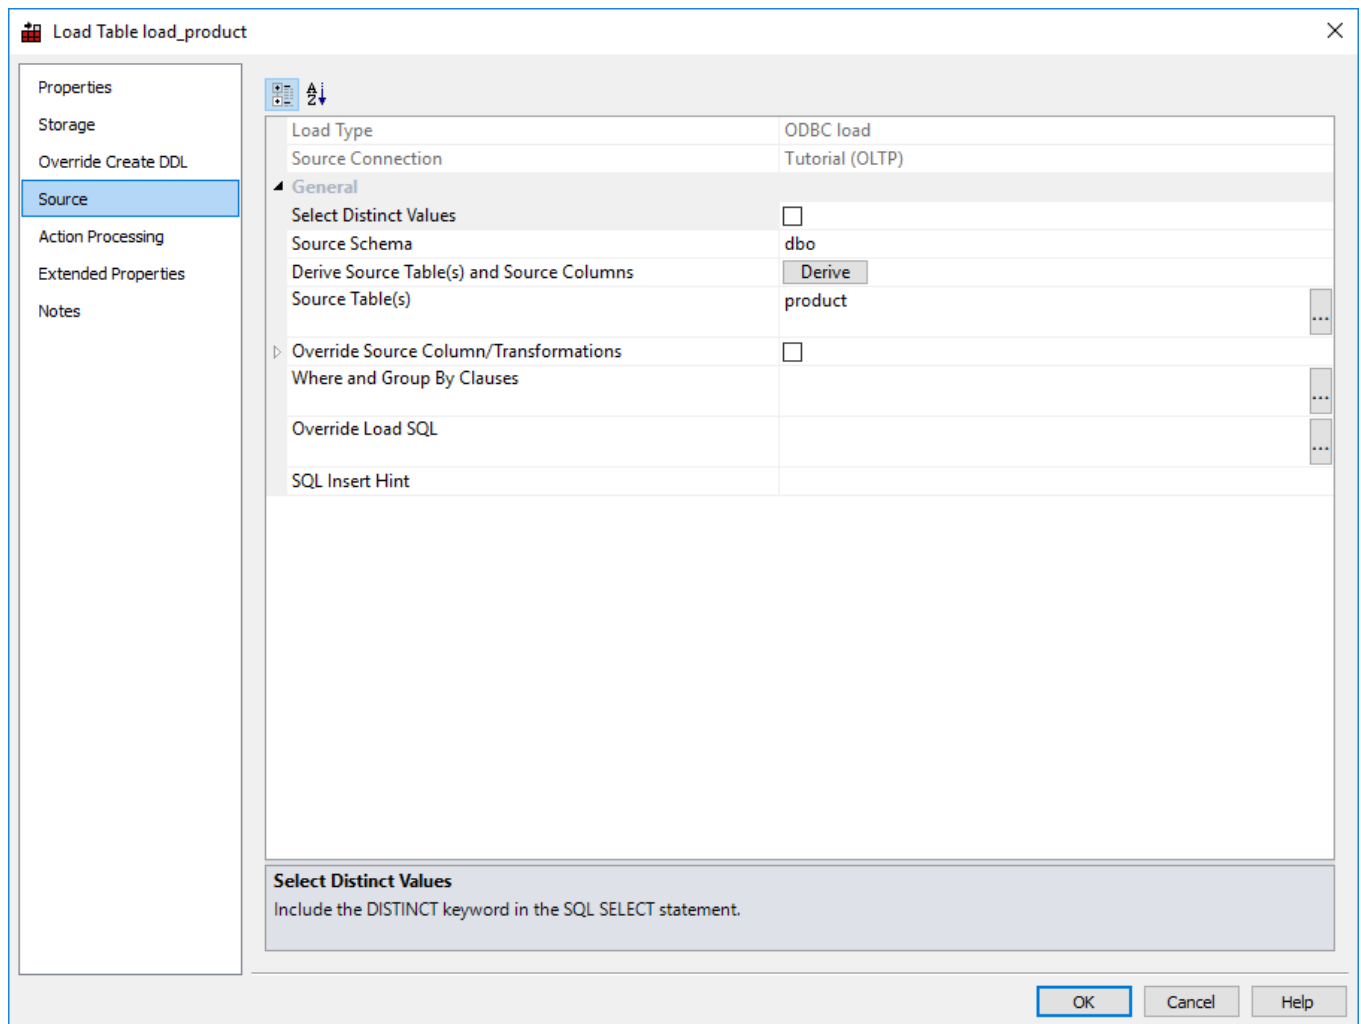 Load Table load_product
Properties
Storage
Override Create DDL
Source
Action Processing
Extended Properties
Notes
Load Type ODBC load
Source Connection Tutorial (OLTP)
General
Select Distinct Values
Source Schema dbo
Derive Source Table(s) and Source Columns Derive
Source Table(s) product ...
Override Source Column/Transformations
Where and Group By Clauses ...
Override Load SQL ...
SQL Insert Hint
Select Distinct Values
Include the DISTINCT keyword in the SQL SELECT statement.
OK Cancel Help